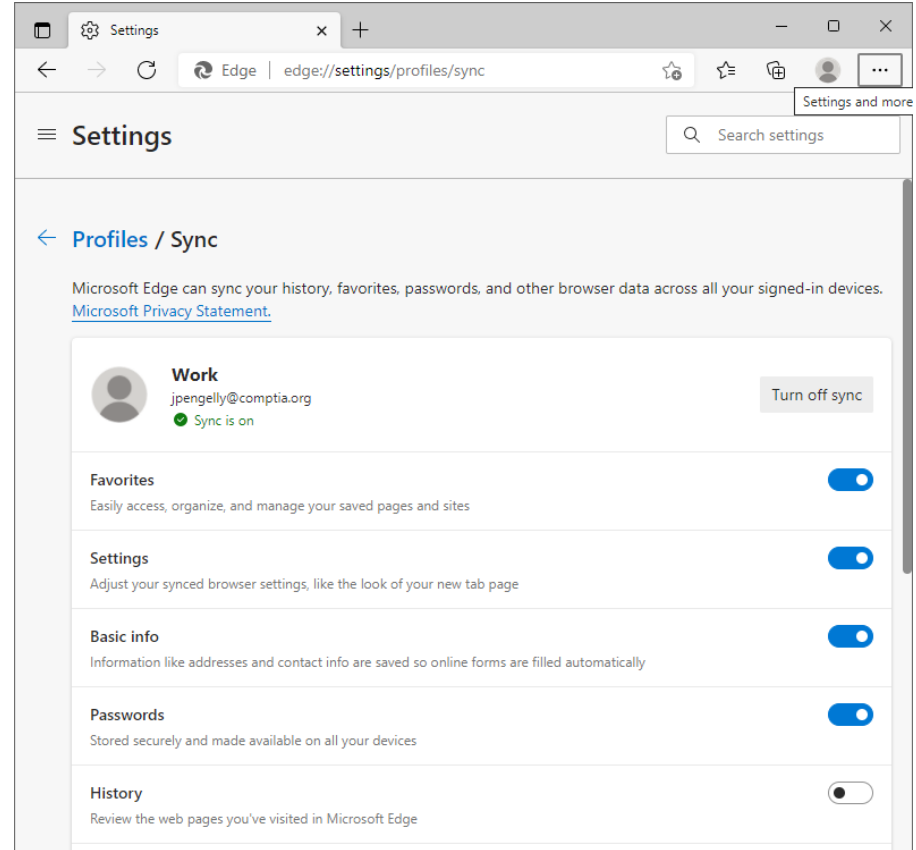 Settings
Edge | edge://settings/profiles/sync
Settings and more
Settings
Search settings
Profiles / Sync
Microsoft Edge can sync your history, favorites, passwords, and other browser data across all your signed-in devices.
Microsoft Privacy Statement.
Work
jpengelly@comptia.org
Sync is on
Turn off sync
Favorites
Easily access, organize, and manage your saved pages and sites
Settings
Adjust your synced browser settings, like the look of your new tab page
Basic info
Information like addresses and contact info are saved so online forms are filled automatically
Passwords
Stored securely and made available on all your devices
History
Review the web pages you've visited in Microsoft Edge